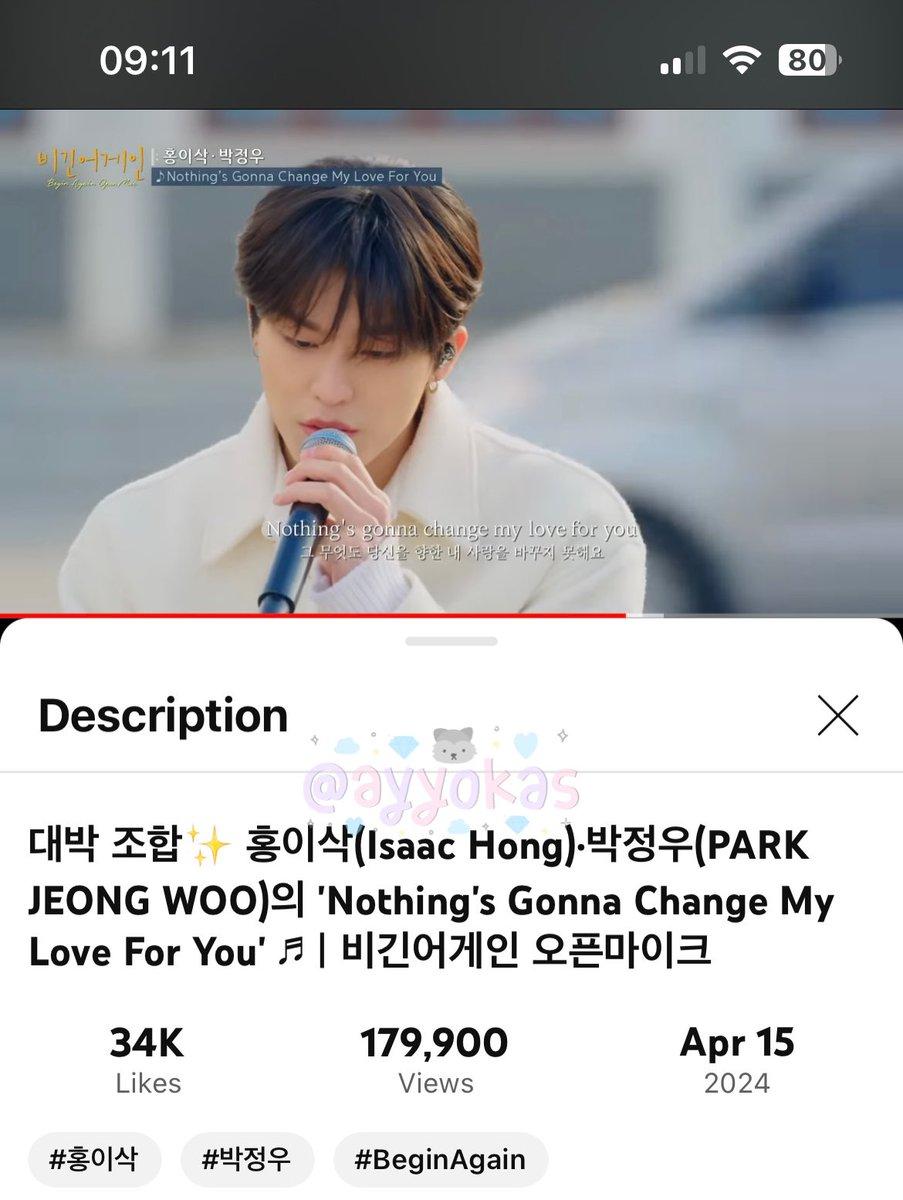 09:11
80
비긴어게인 홍이삭·박정우
Begin Again Open Mic ♪Nothing's Gonna Change My Love For You
Nothing's gonna change my love for you
그 무엇도 당신을 향한 내 사랑을 바꾸지 못해요
Description
@ayyokas
대박 조합✨ 홍이삭(Isaac Hong)·박정우(PARK
JEONG WOO)의 'Nothing's Gonna Change My
Love For You' ♬ | 비긴어게인 오픈마이크
34K 179,900 Apr 15
Likes Views 2024
#홍이삭 #박정우 #BeginAgain